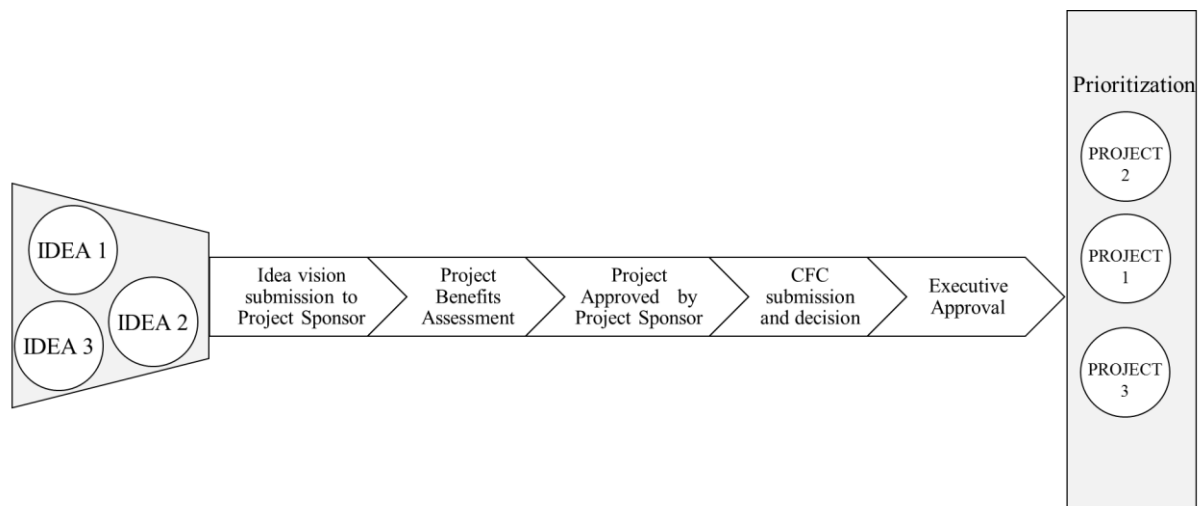 IDEA 1
IDEA 2
IDEA 3
Idea vision
submission to
Project Sponsor
Project
Benefits
Assessment
Project
Approved by
Project Sponsor
CFC
submission
and decision
Executive
Approval
Prioritization
PROJECT
2
PROJECT
1
PROJECT
3